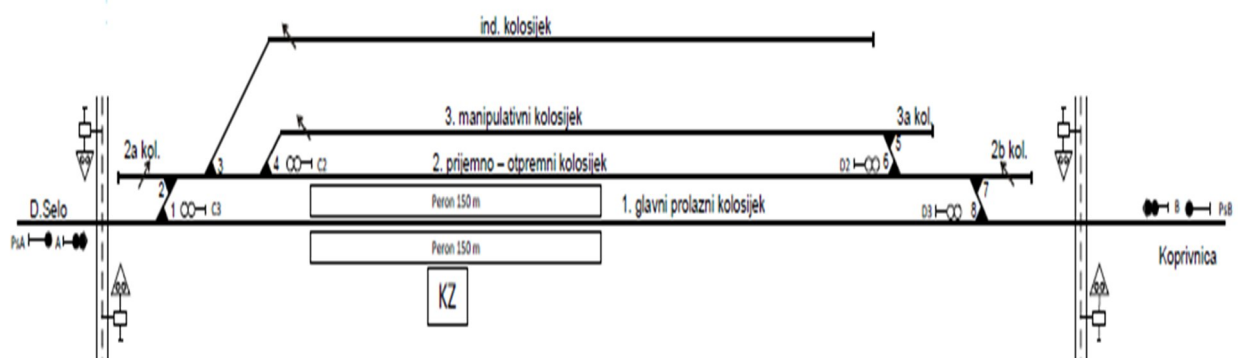 ind. kolosijek
3. manipulativni kolosijek
3a kol.
2a kol.
3
4
C2
2. prijemno – otpremni kolosijek
D2
6
5
2b kol.
2
1
C3
Peron 150 m
1. glavni prolazni kolosijek
D3
8
7
D.Selo
PsA
A
B
PsB
Peron 150 m
Koprivnica
KZ